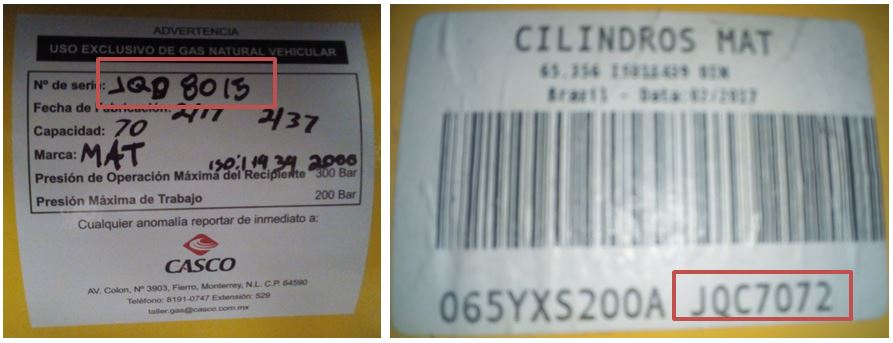 ADVERTENCIA
USO EXCLUSIVO DE GAS NATURAL VEHICULAR
Nº de serie: JQD 8015
Fecha de Fabricación: 2/17 2/37
Capacidad: 70
Marca: MAT ISO:11439 2000
Presión de Operación Máxima del Recipiente 300 Bar
Presión Máxima de Trabajo 200 Bar
Cualquier anomalía reportar de inmediato a:
CASCO
AV. Colon, Nº 3903, Fierro, Monterrey, N.L. C.P. 64590
Teléfono: 8191-0747 Extensión: 529
taller.gas@casco.com.mx
CILINDROS MAT
65.356 ISO11439
Brazil - Data:02/2017
065YXS200A JQC7072